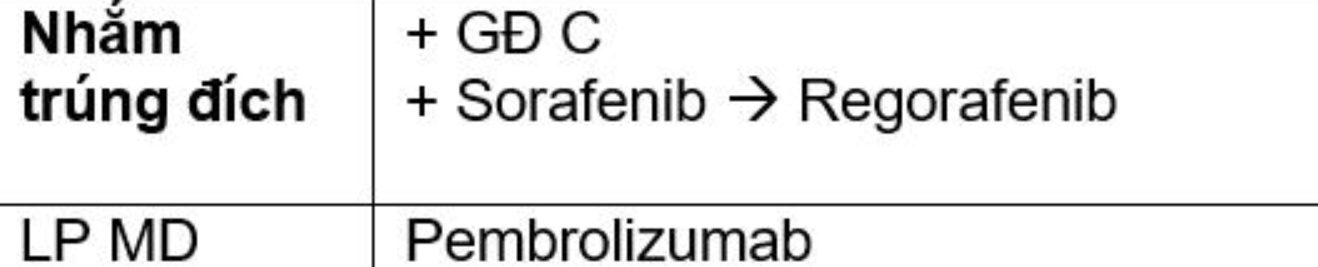 Nhắm
trúng đích
+ GĐ C
+ Sorafenib → Regorafenib
LP MD
Pembrolizumab